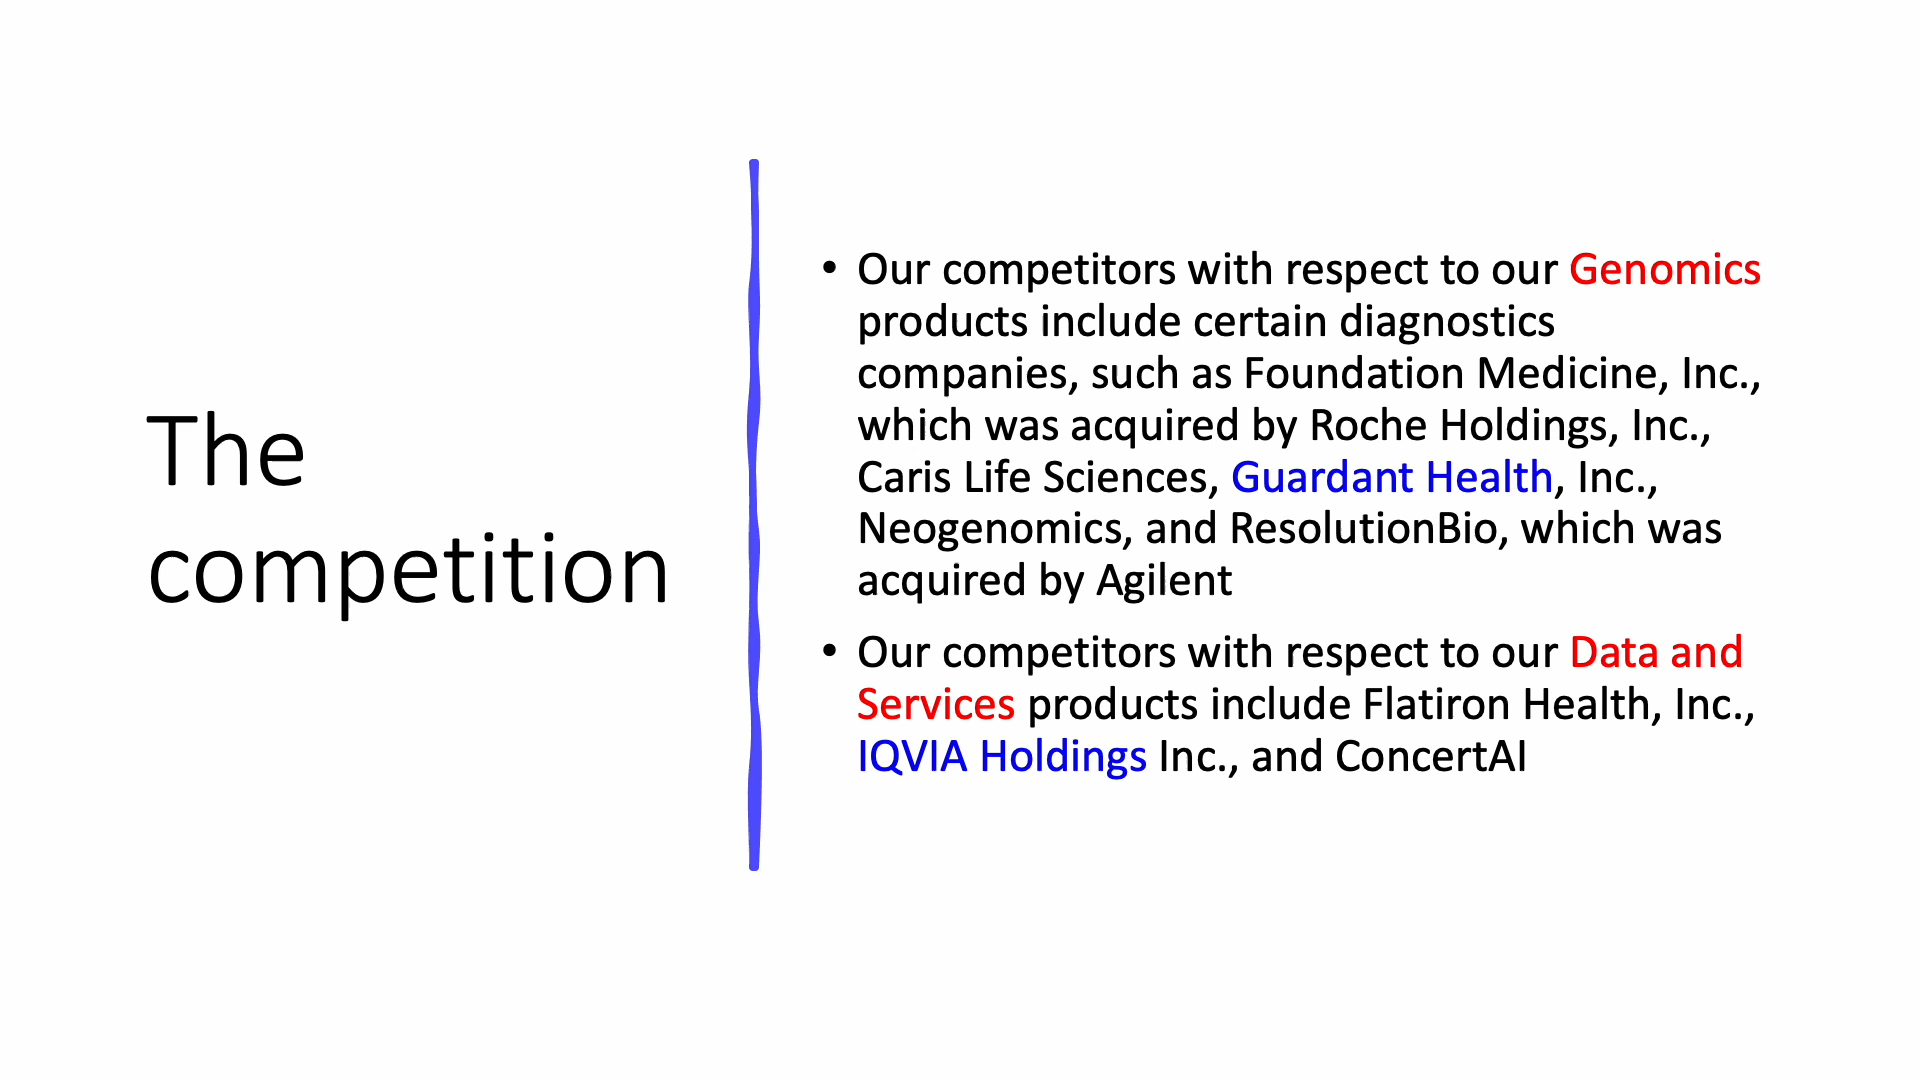 The
competition
• Our competitors with respect to our Genomics
products include certain diagnostics
companies, such as Foundation Medicine, Inc.,
which was acquired by Roche Holdings, Inc.,
Caris Life Sciences, Guardant Health, Inc.,
Neogenomics, and ResolutionBio, which was
acquired by Agilent
• Our competitors with respect to our Data and
Services products include Flatiron Health, Inc.,
IQVIA Holdings Inc., and ConcertAI